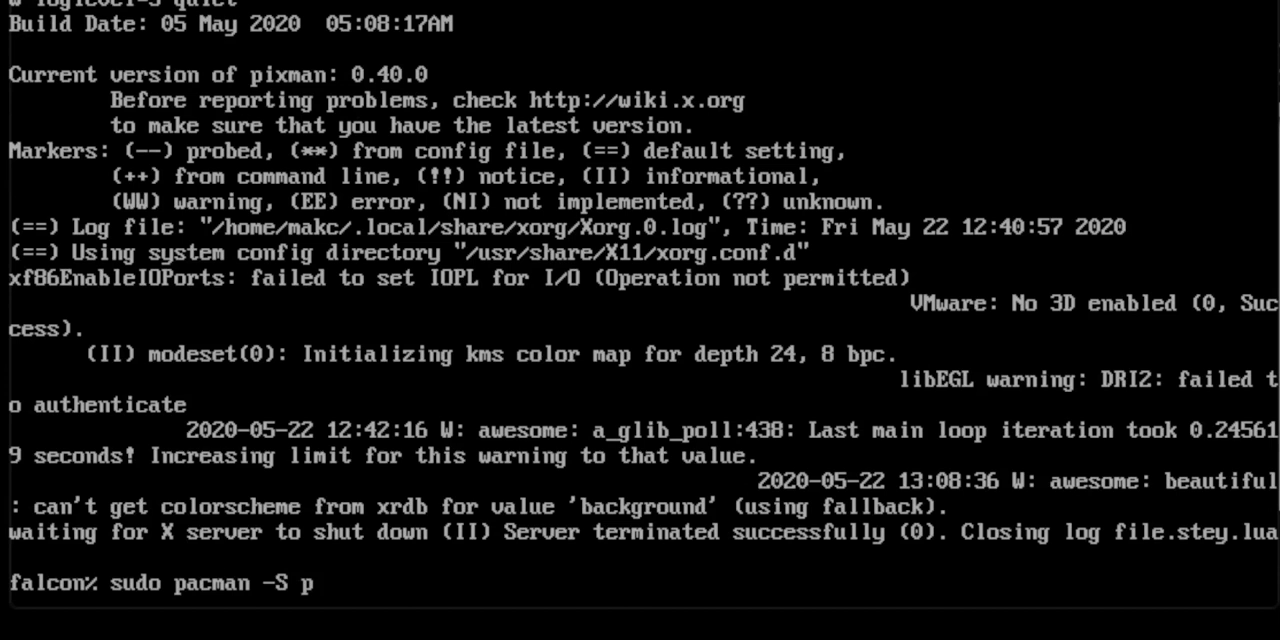 Build Date: 05 May 2020  05:08:17AM
Current version of pixman: 0.40.0
Before reporting problems, check http://wiki.x.org
to make sure that you have the latest version.
Markers: (--) probed, (**) from config file, (==) default setting,
(++) from command line, (!!) notice, (II) informational,
(WW) warning, (EE) error, (NI) not implemented, (??) unknown.
(==) Log file: "/home/makc/.local/share/xorg/Xorg.0.log", Time: Fri May 22 12:40:57 2020
(==) Using system config directory "/usr/share/X11/xorg.conf.d"
xf86EnableIOPorts: failed to set IOPL for I/O (Operation not permitted)
VMware: No 3D enabled (0, Suc
cess).
(II) modeset(0): Initializing kms color map for depth 24, 8 bpc.
libEGL warning: DRI2: failed t
o authenticate
2020-05-22 12:42:16 W: awesome: a_glib_poll:438: Last main loop iteration took 0.24561
9 seconds! Increasing limit for this warning to that value.
2020-05-22 13:08:36 W: awesome: beautiful
: can't get colorscheme from xrdb for value 'background' (using fallback).
waiting for X server to shut down (II) Server terminated successfully (0). Closing log file.stey.lua
falcon% sudo pacman -S p